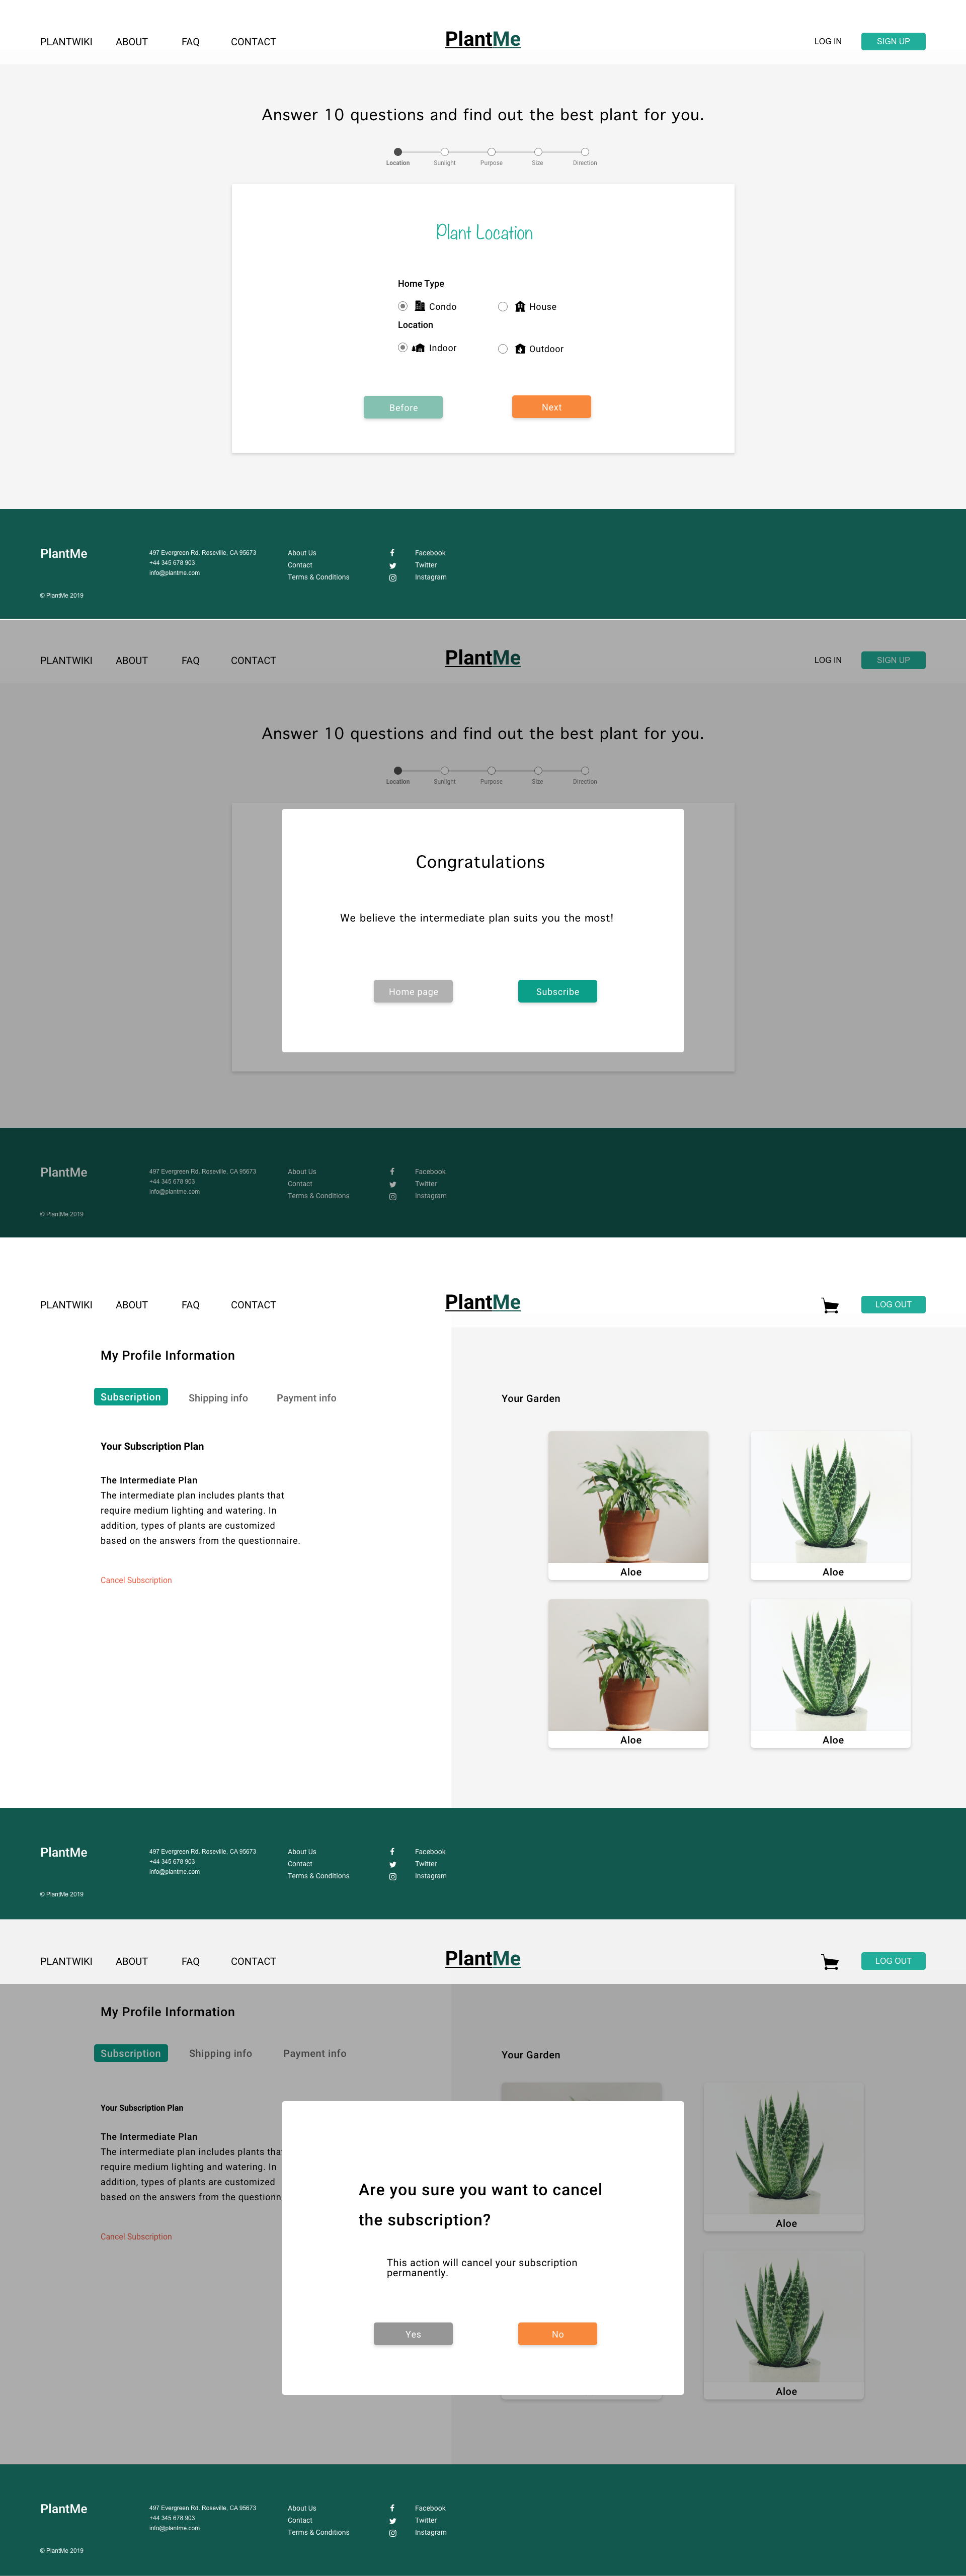 PLANTWIKI ABOUT FAQ CONTACT PlantMe LOG IN SIGN UP
Answer 10 questions and find out the best plant for you.
Location Sunlight Purpose Size Direction
Plant Location
Home Type
Condo House
Location
Indoor Outdoor
Before Next
PlantMe
497 Evergreen Rd. Roseville, CA 95673
+44 345 678 903
info@plantme.com
About Us
Contact
Terms & Conditions
Facebook
Twitter
Instagram
© PlantMe 2019
PLANTWIKI ABOUT FAQ CONTACT PlantMe LOG IN SIGN UP
Answer 10 questions and find out the best plant for you.
Location Sunlight Purpose Size Direction
Congratulations
We believe the intermediate plan suits you the most!
Home page Subscribe
PlantMe
497 Evergreen Rd. Roseville, CA 95673
+44 345 678 903
info@plantme.com
About Us
Contact
Terms & Conditions
Facebook
Twitter
Instagram
© PlantMe 2019
PLANTWIKI ABOUT FAQ CONTACT PlantMe LOG OUT
My Profile Information
Subscription Shipping info Payment info
Your Subscription Plan
The Intermediate Plan
The intermediate plan includes plants that
require medium lighting and watering. In
addition, types of plants are customized
based on the answers from the questionnaire.
Cancel Subscription
Your Garden
Aloe Aloe
Aloe Aloe
PlantMe
497 Evergreen Rd. Roseville, CA 95673
+44 345 678 903
info@plantme.com
About Us
Contact
Terms & Conditions
Facebook
Twitter
Instagram
© PlantMe 2019
PLANTWIKI ABOUT FAQ CONTACT PlantMe LOG OUT
My Profile Information
Subscription Shipping info Payment info
Your Subscription Plan
The Intermediate Plan
The intermediate plan includes plants tha
require medium lighting and watering. In
addition, types of plants are customized
based on the answers from the questionn
Cancel Subscription
Your Garden
Aloe
Aloe
Are you sure you want to cancel
the subscription?
This action will cancel your subscription
permanently.
Yes No
PlantMe
497 Evergreen Rd. Roseville, CA 95673
+44 345 678 903
info@plantme.com
About Us
Contact
Terms & Conditions
Facebook
Twitter
Instagram
© PlantMe 2019